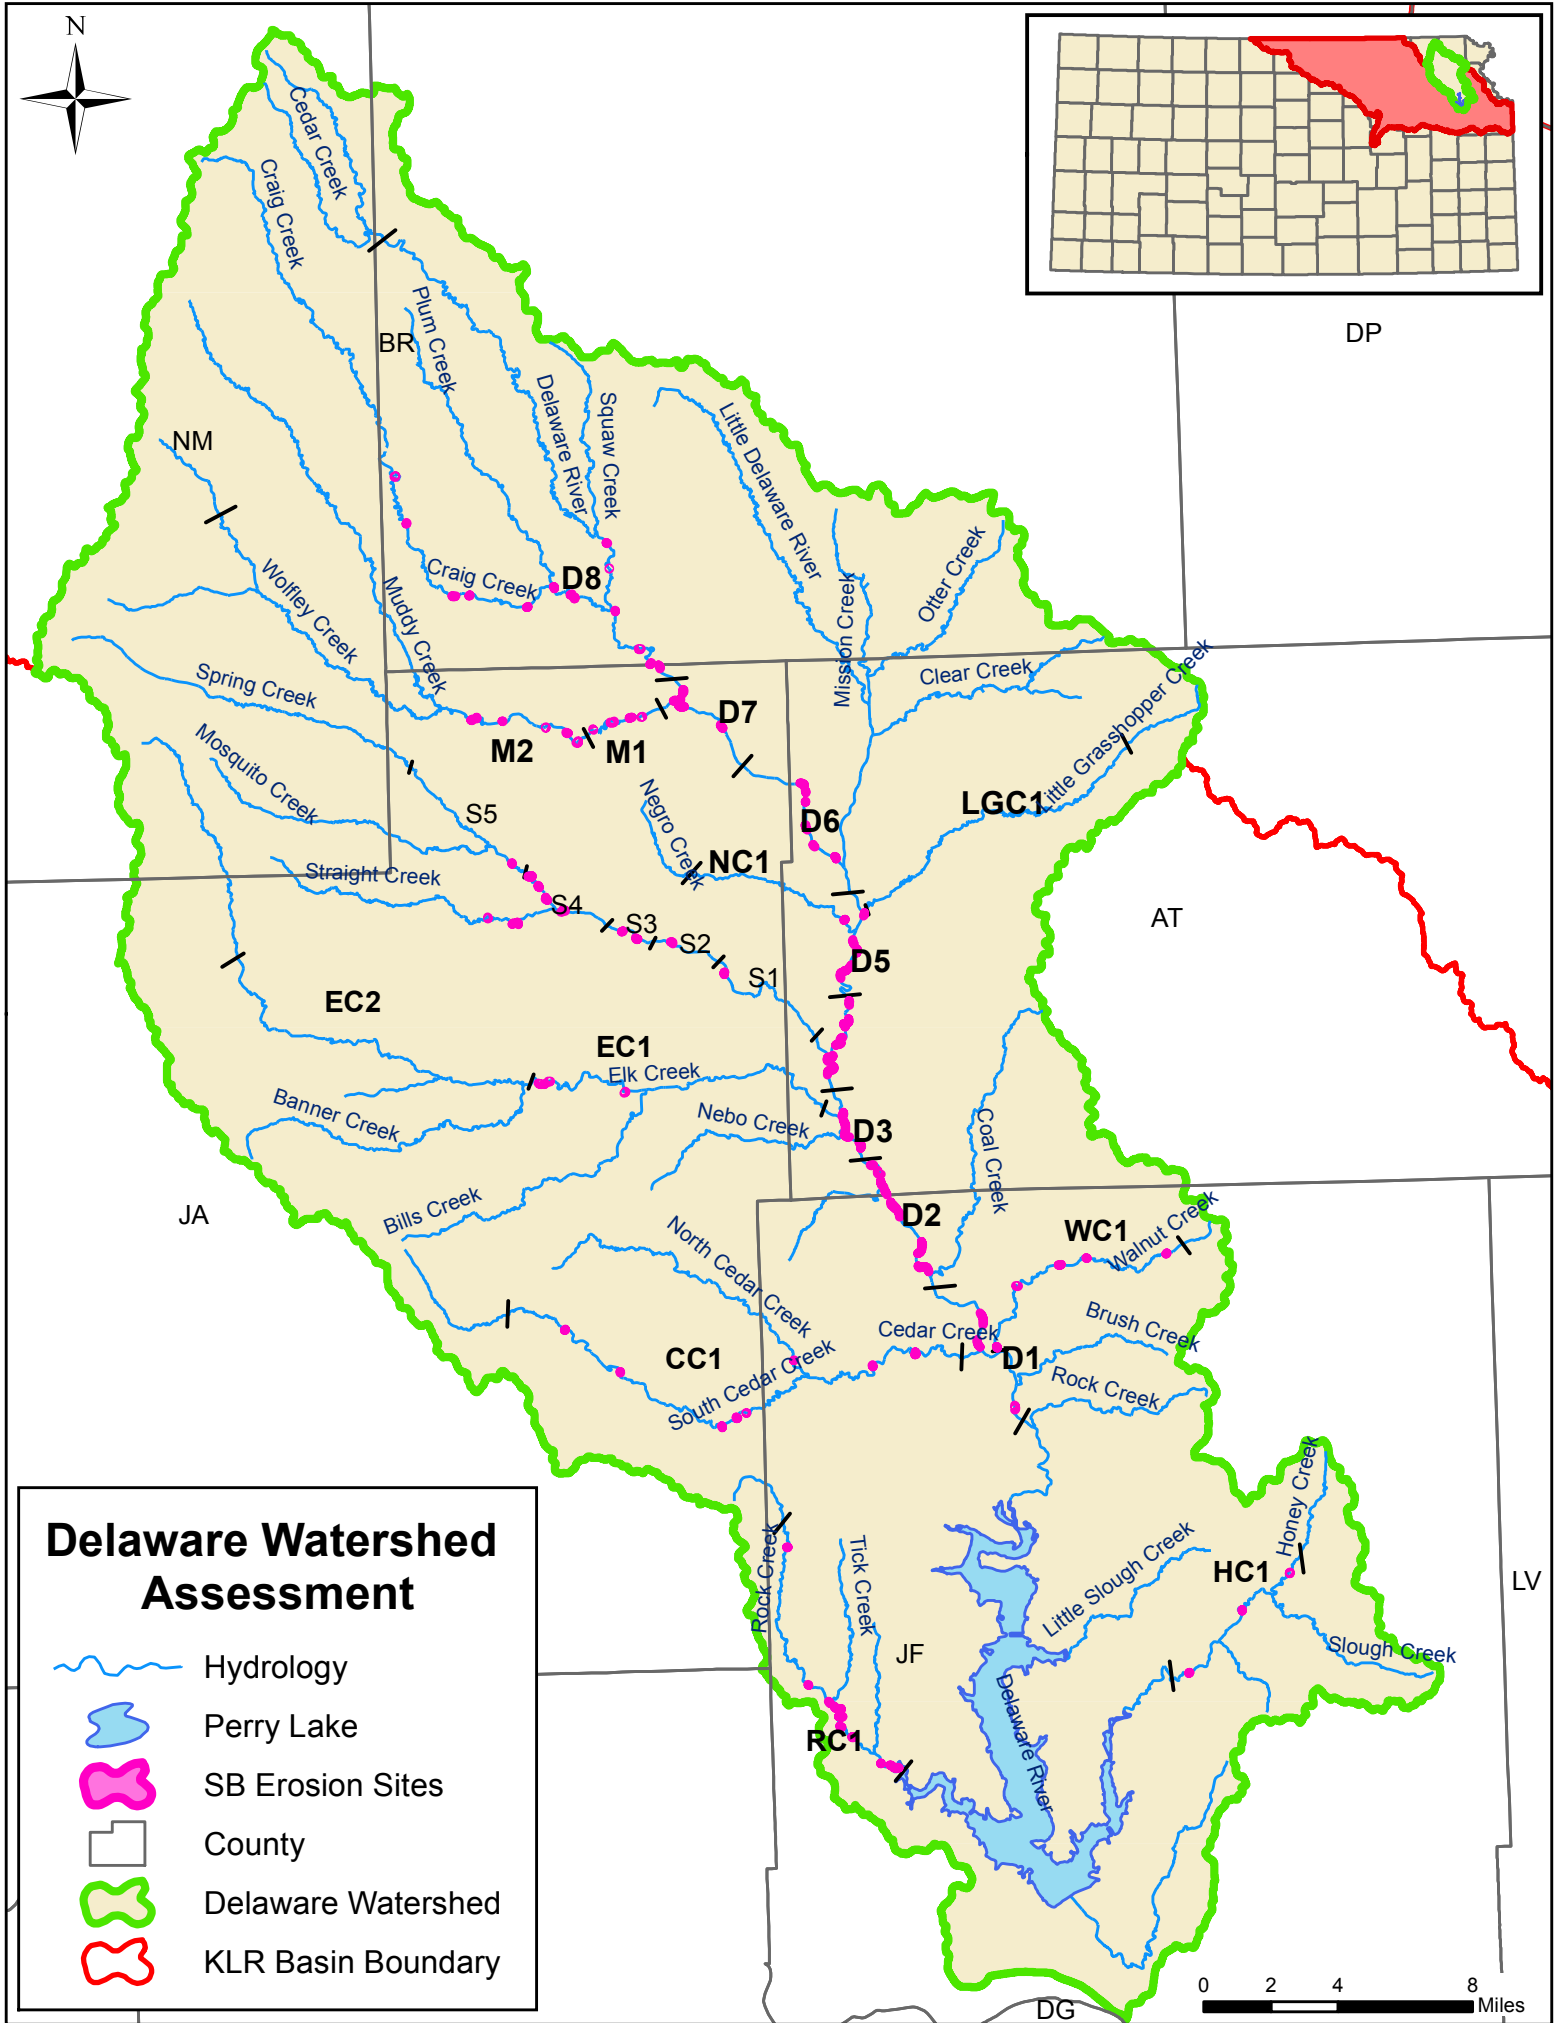 N
Cedar Creek
Craig Creek
DP
BR
Plum Creek
Delaware River
Squaw Creek
Little Delaware River
NM
Mission Creek
Otter Creek
Craig Creek
D8
Wolfley Creek
Muddy Creek
Clear Creek
Little Grasshopper Creek
Spring Creek
D7
M2
M1
Mosquito Creek
Negro Creek
S5
D6
LGC1
NC1
Straight Creek
S4
S3
S2
AT
D5
S1
EC2
EC1
Elk Creek
Banner Creek
Nebo Creek
D3
Coal Creek
JA
Bills Creek
North Cedar Creek
D2
WC1
Walnut Creek
Cedar Creek
Brush Creek
CC1
South Cedar Creek
D1
Rock Creek
Honey Creek
Rock Creek
Tick Creek
Little Slough Creek
HC1
LV
JF
Slough Creek
Delaware River
RC1
Delaware Watershed
Assessment
Hydrology
Perry Lake
SB Erosion Sites
County
Delaware Watershed
KLR Basin Boundary
0 2 4 8
Miles
DG